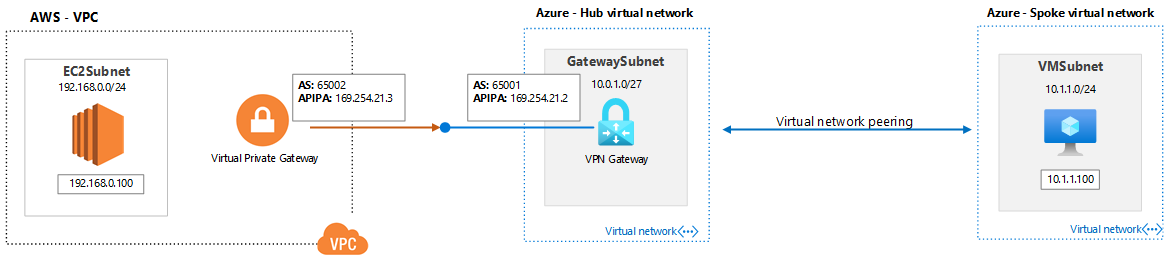 AWS - VPC
EC2Subnet
192.168.0.0/24
192.168.0.100
Virtual Private Gateway
AS: 65002
APIPA: 169.254.21.3
VPC
Azure - Hub virtual network
GatewaySubnet
10.0.1.0/27
AS: 65001
APIPA: 169.254.21.2
VPN Gateway
Virtual network
Virtual network peering
Azure - Spoke virtual network
VMSubnet
10.1.1.0/24
10.1.1.100
Virtual network